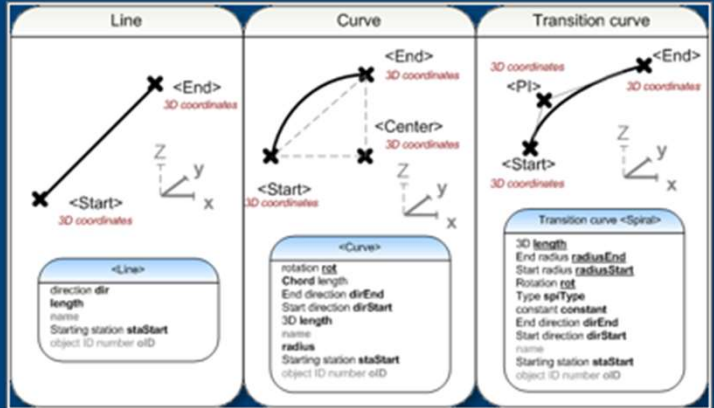 Line
<End>
3D coordinates
Z
y
x
<Start>
3D coordinates
<Line>
direction dir
length
name
Starting station staStart
object ID number oID
Curve
<End>
3D coordinates
<Center>
3D coordinates
<Start>
3D coordinates
Z
y
x
<Curve>
rotation rot
Chord length
End direction dirEnd
Start direction dirStart
3D length
name
radius
Starting station staStart
object ID number oID
Transition curve
<End>
3D coordinates
3D coordinates
<PI>
<Start>
3D coordinates
Z
y
x
Transition curve <Spiral>
3D length
End radius radiusEnd
Start radius radiusStart
Rotation rot
Type spiType
constant constant
End direction dirEnd
Start direction dirStart
name
Starting station staStart
object ID number oID